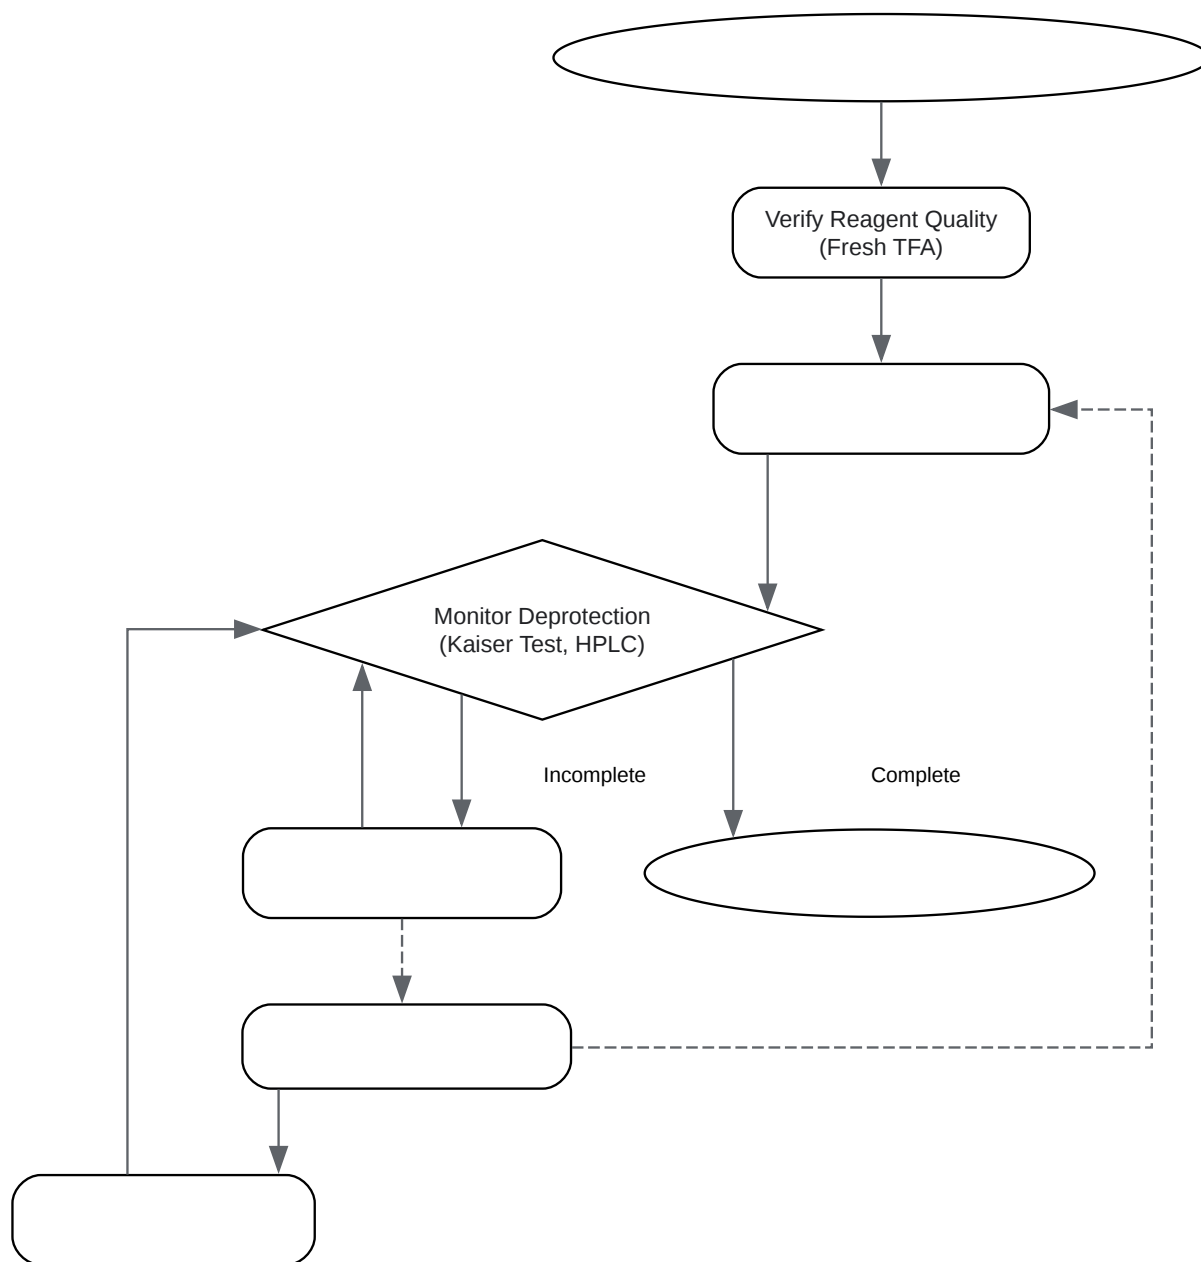 Verify Reagent Quality
(Fresh TFA)
Monitor Deprotection
(Kaiser Test, HPLC)
Incomplete
Complete